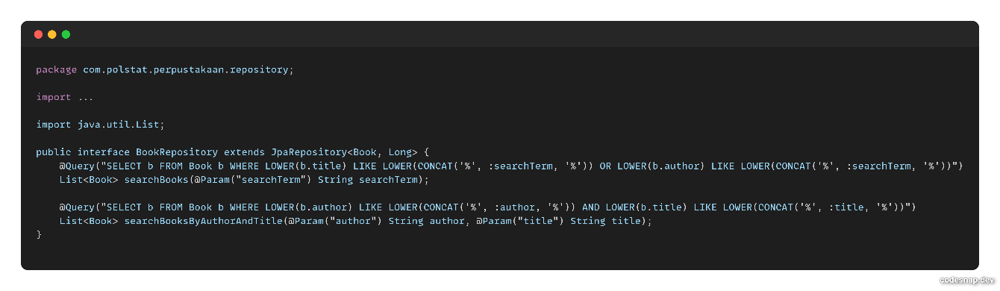 package com.polstat.perpustakaan.repository;
import ...
import java.util.List;
public interface BookRepository extends JpaRepository<Book, Long> {
    @Query("SELECT b FROM Book b WHERE LOWER(b.title) LIKE LOWER(CONCAT('%', :searchTerm, '%')) OR LOWER(b.author) LIKE LOWER(CONCAT('%', :searchTerm, '%'))")
    List<Book> searchBooks(@Param("searchTerm") String searchTerm);
    @Query("SELECT b FROM Book b WHERE LOWER(b.author) LIKE LOWER(CONCAT('%', :author, '%')) AND LOWER(b.title) LIKE LOWER(CONCAT('%', :title, '%'))")
    List<Book> searchBooksByAuthorAndTitle(@Param("author") String author, @Param("title") String title);
}
codesnap.dev